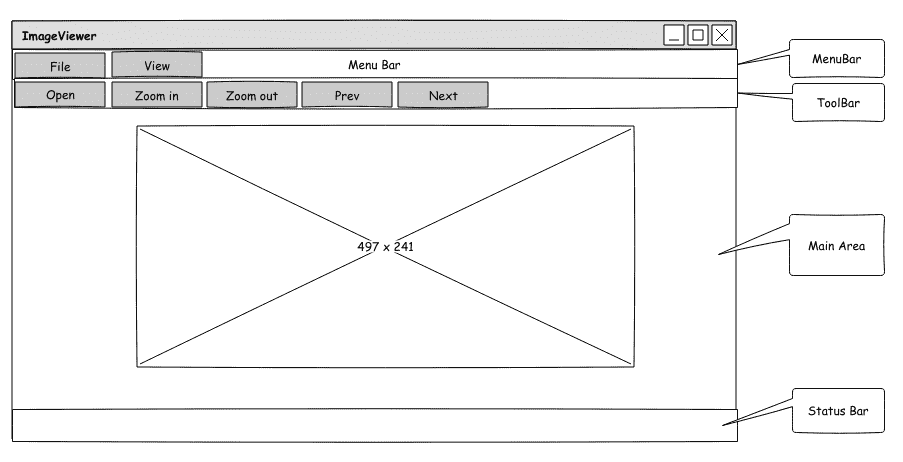 ImageViewer
File View Menu Bar
Open Zoom in Zoom out Prev Next
497 x 241
MenuBar
ToolBar
Main Area
Status Bar